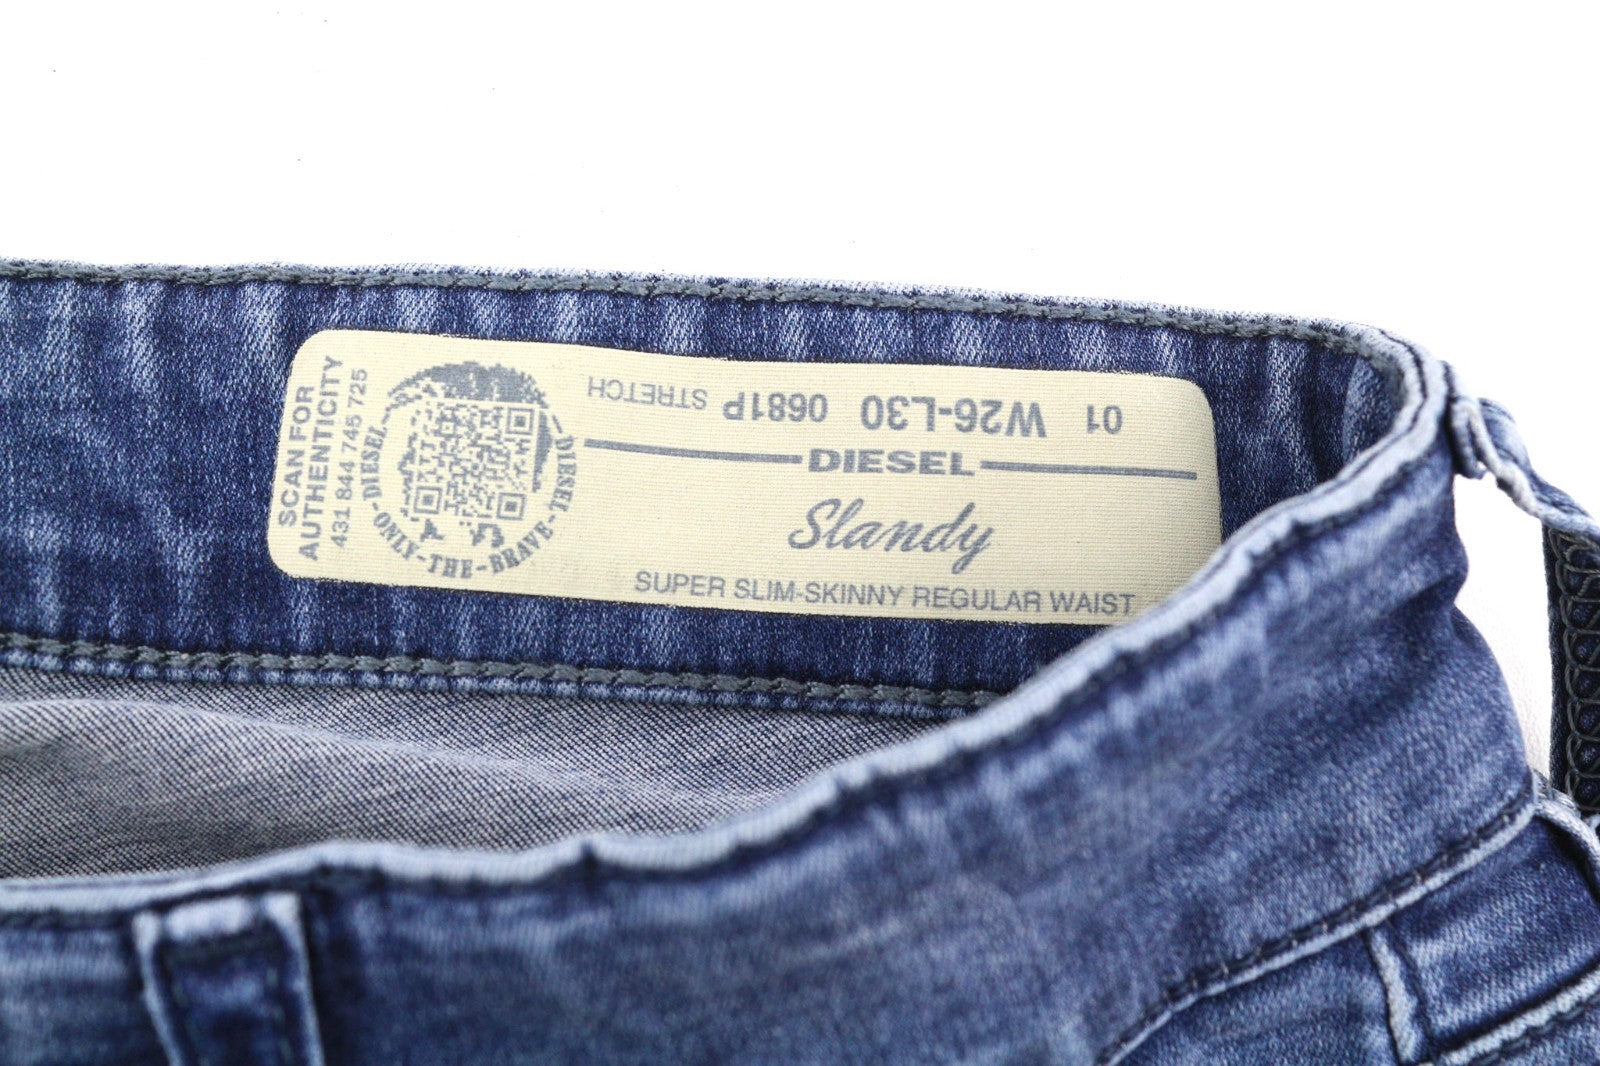 SCAN FOR
AUTHENTICITY
431 844 745 725
DIESEL-ONLY-THE-BRAVE-DIESEL
01 W26-L30 0681P STRETCH
DIESEL
Slandy
SUPER SLIM-SKINNY REGULAR WAIST